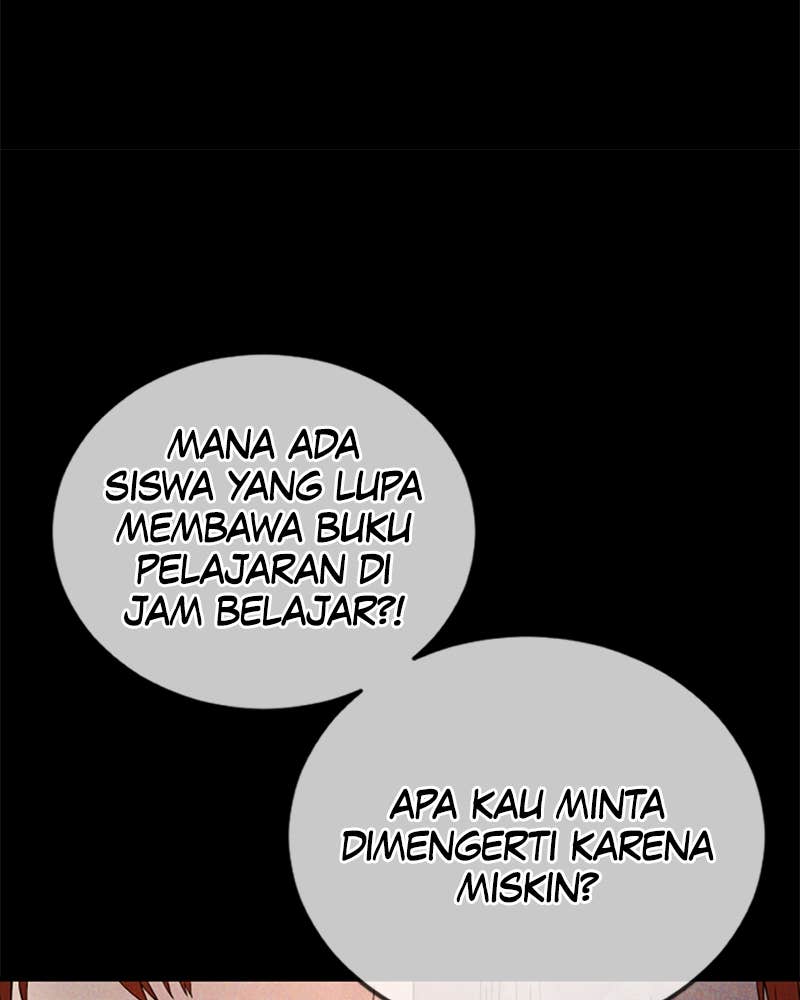 MANA ADA
SISWA YANG LUPA
MEMBAWA BUKU
PELAJARAN DI
JAM BELAJAR?!
APA KAU MINTA
DIMENGERTI KARENA
MISKIN?